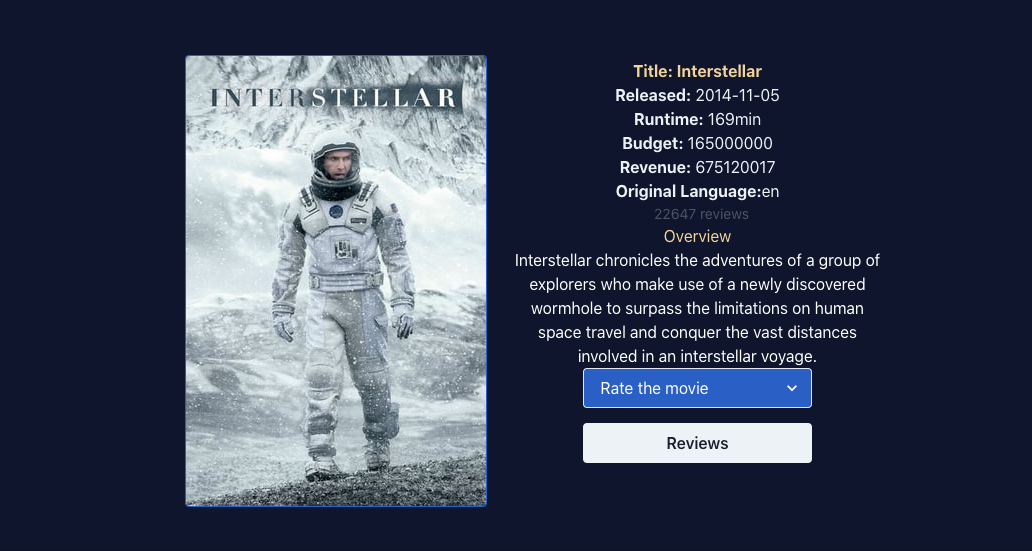 INTERSTELLAR
Title: Interstellar
Released: 2014-11-05
Runtime: 169min
Budget: 165000000
Revenue: 675120017
Original Language:en
22647 reviews
Overview
Interstellar chronicles the adventures of a group of
explorers who make use of a newly discovered
wormhole to surpass the limitations on human
space travel and conquer the vast distances
involved in an interstellar voyage.
Rate the movie
Reviews